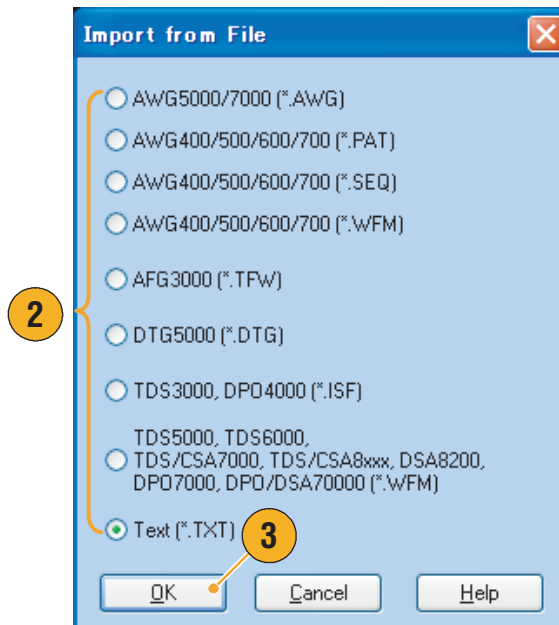 Import from File
AWG5000/7000 (*.AWG)
AWG400/500/600/700 (*.PAT)
AWG400/500/600/700 (*.SEQ)
AWG400/500/600/700 (*.WFM)
AFG3000 (*.TFW)
2
DTG5000 (*.DTG)
TDS3000, DPO4000 (*.ISF)
TDS5000, TDS6000,
TDS/CSA7000, TDS/CSA8xxx, DSA8200,
DPO7000, DPO/DSA70000 (*.WFM)
Text (*.TXT)
3
OK Cancel Help